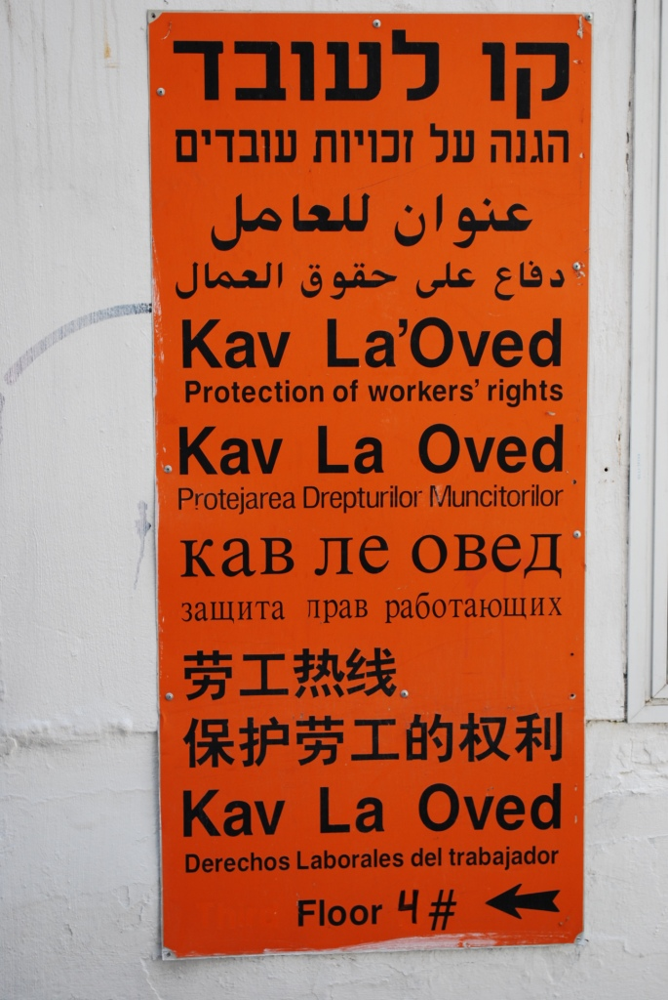 קו לעובד
הגנה על זכויות עובדים
عنوان للعامل
دفاع على حقوق العمال
Kav La'Oved
Protection of workers' rights
Kav La Oved
Protejarea Drepturilor Muncitorilor
кав ле овед
защита прав работающих
劳工热线
保护劳工的权利
Kav La Oved
Derechos Laborales del trabajador
Floor 4#